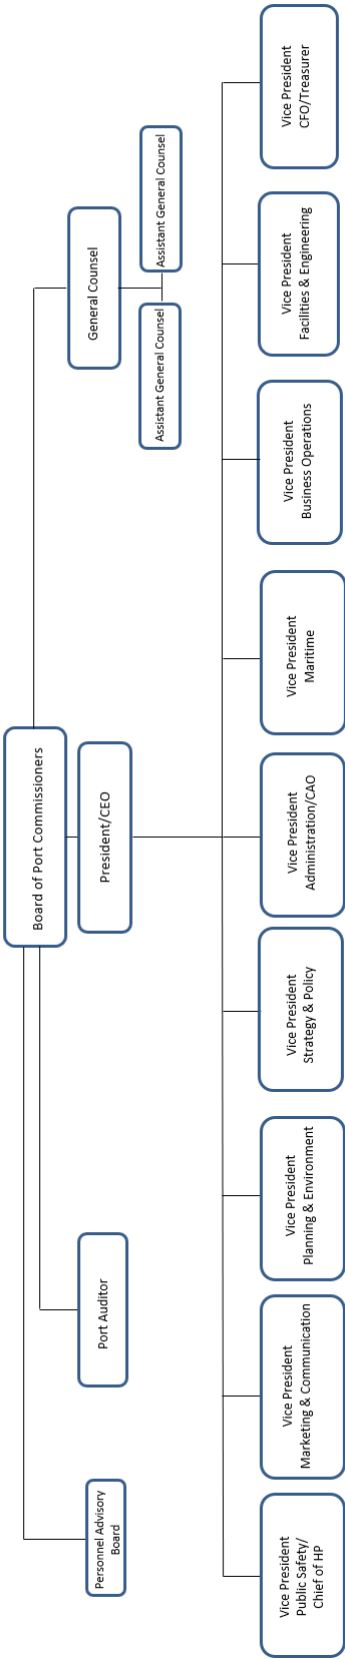 Board of Port Commissioners
Personnel Advisory
Board
Port Auditor
President/CEO
General Counsel
Assistant General Counsel
Assistant General Counsel
Vice President
Public Safety/
Chief of HP
Vice President
Marketing & Communication
Vice President
Planning & Environment
Vice President
Strategy & Policy
Vice President
Administration/CAO
Vice President
Maritime
Vice President
Business Operations
Vice President
Facilities & Engineering
Vice President
CFO/Treasurer